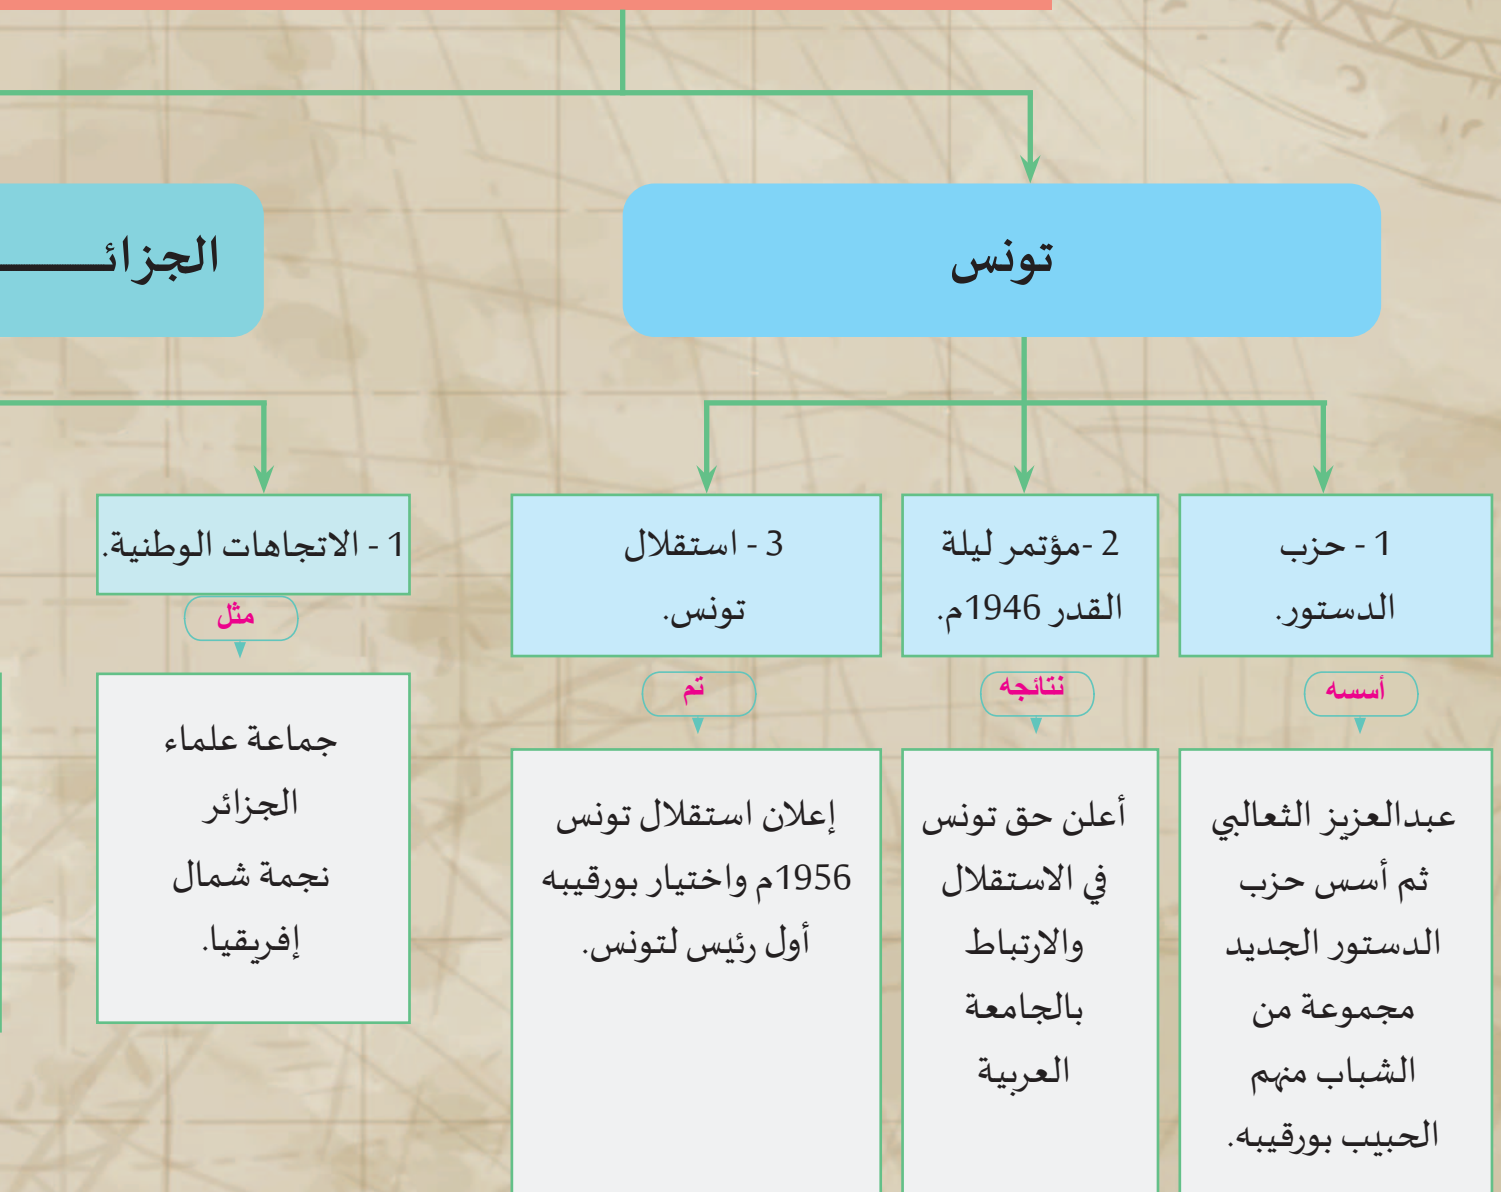 تونس
1 - حزب
الدستور.
أسسه
عبدالعزيز الثعالبي
ثم أسس حزب
الدستور الجديد
مجموعة من
الشباب منهم
الحبيب بورقيبه.
2 -مؤتمر ليلة
القدر 1946م.
نتائجه
أعلن حق تونس
في الاستقلال
والارتباط
بالجامعة
العربية
3 - استقلال
تونس.
تم
إعلان استقلال تونس
1956م واختيار بورقيبه
أول رئيس لتونس.
الجزائـــــــ
1 - الاتجاهات الوطنية.
مثل
جماعة علماء
الجزائر
نجمة شمال
إفريقيا.